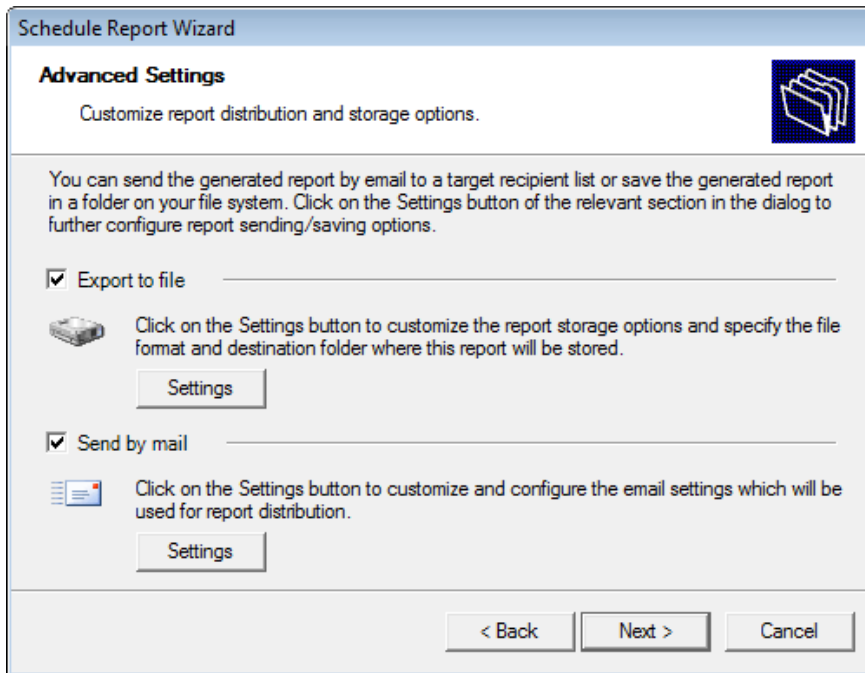 Schedule Report Wizard
Advanced Settings
Customize report distribution and storage options.
You can send the generated report by email to a target recipient list or save the generated report
in a folder on your file system. Click on the Settings button of the relevant section in the dialog to
further configure report sending/saving options.
Export to file
Click on the Settings button to customize the report storage options and specify the file
format and destination folder where this report will be stored.
Settings
Send by mail
Click on the Settings button to customize and configure the email settings which will be
used for report distribution.
Settings
< Back
Next >
Cancel